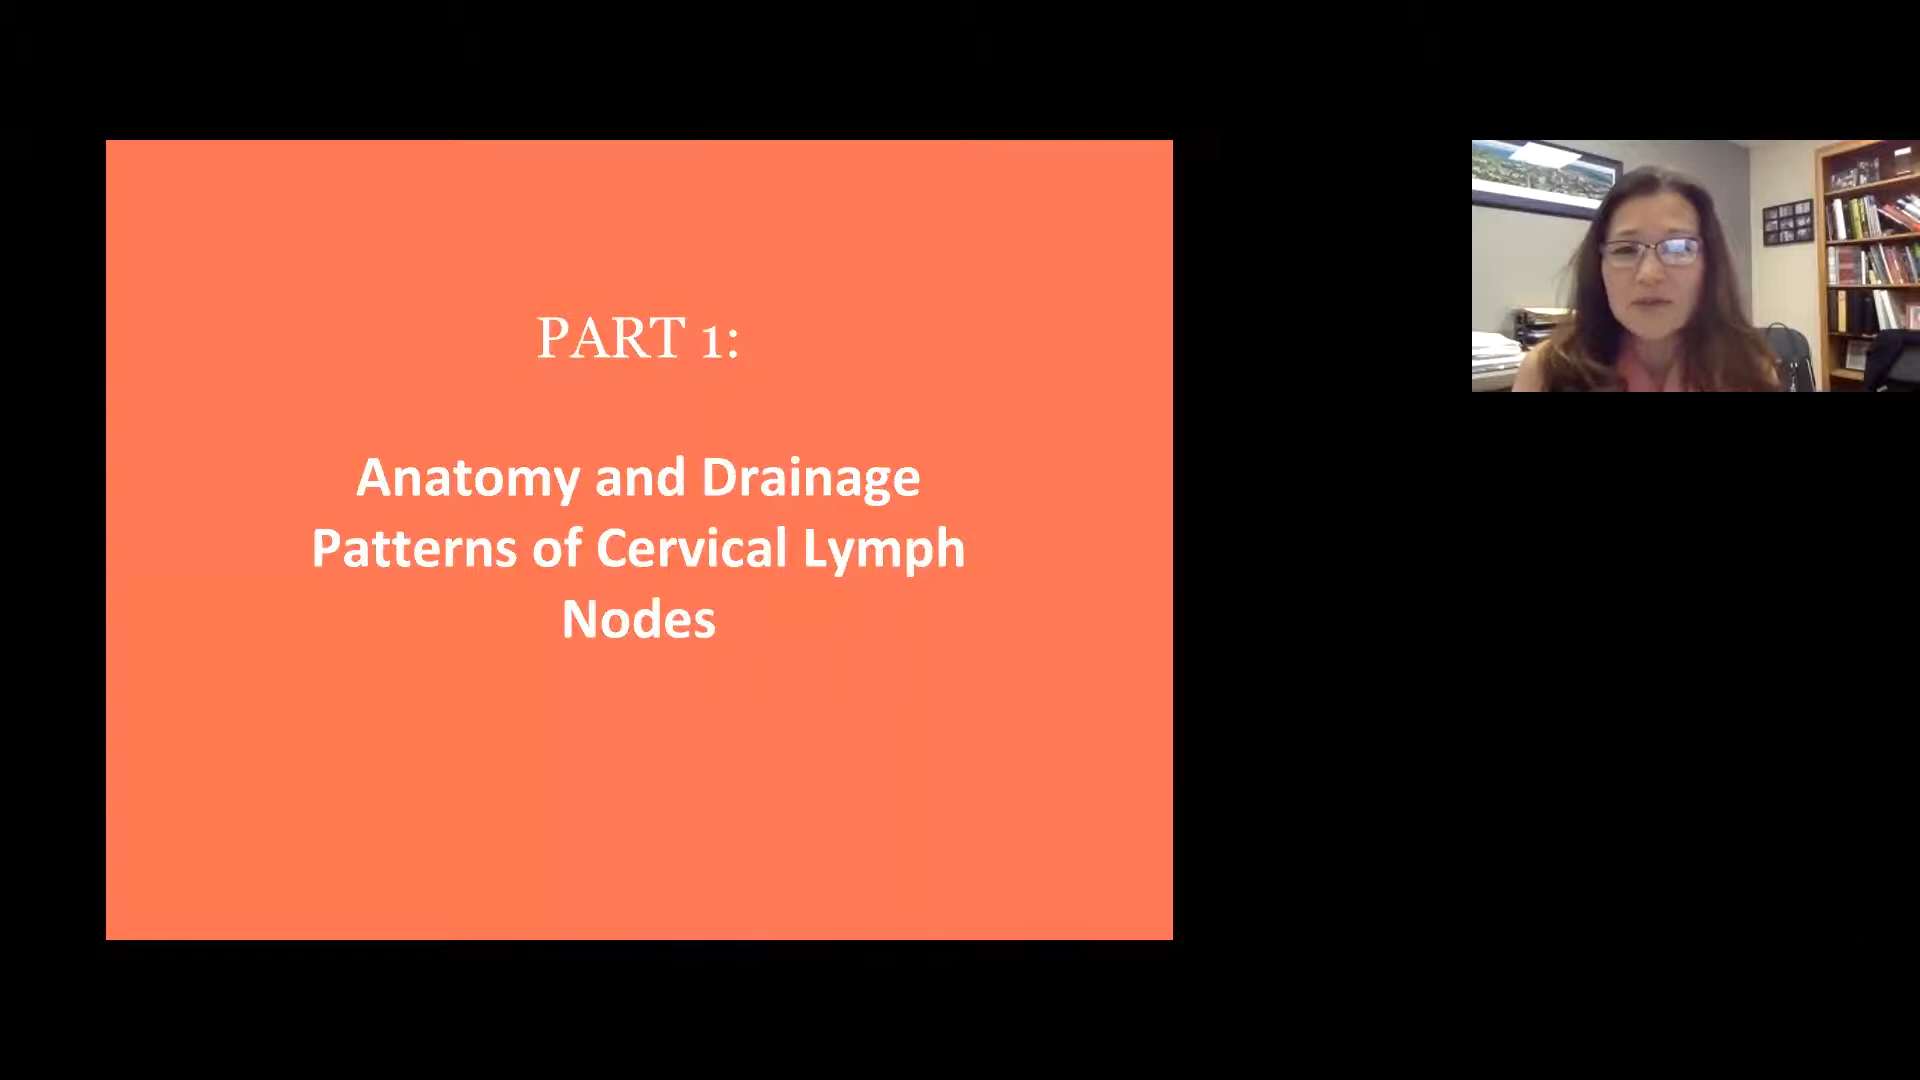 PART 1:
Anatomy and Drainage
Patterns of Cervical Lymph
Nodes